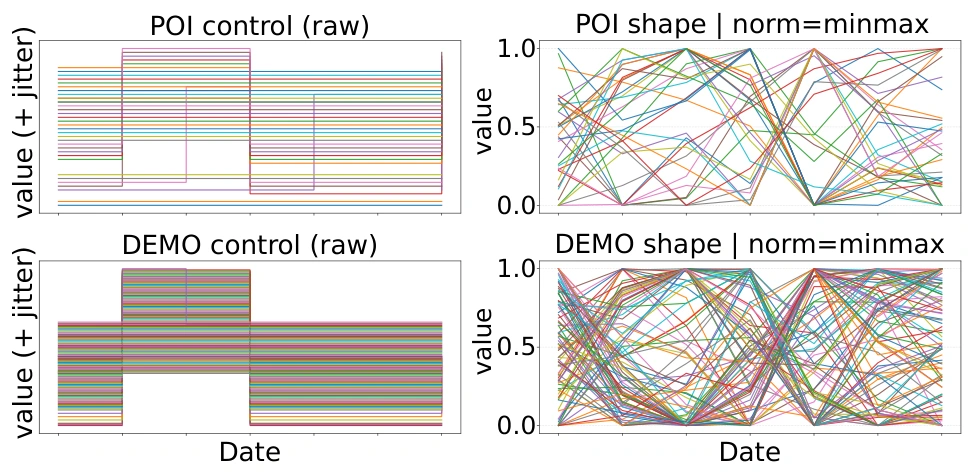 POI control (raw)
value (+ jitter)
POI shape | norm=minmax
value
1.0
0.5
0.0
DEMO control (raw)
value (+ jitter)
Date
DEMO shape | norm=minmax
value
1.0
0.5
0.0
Date